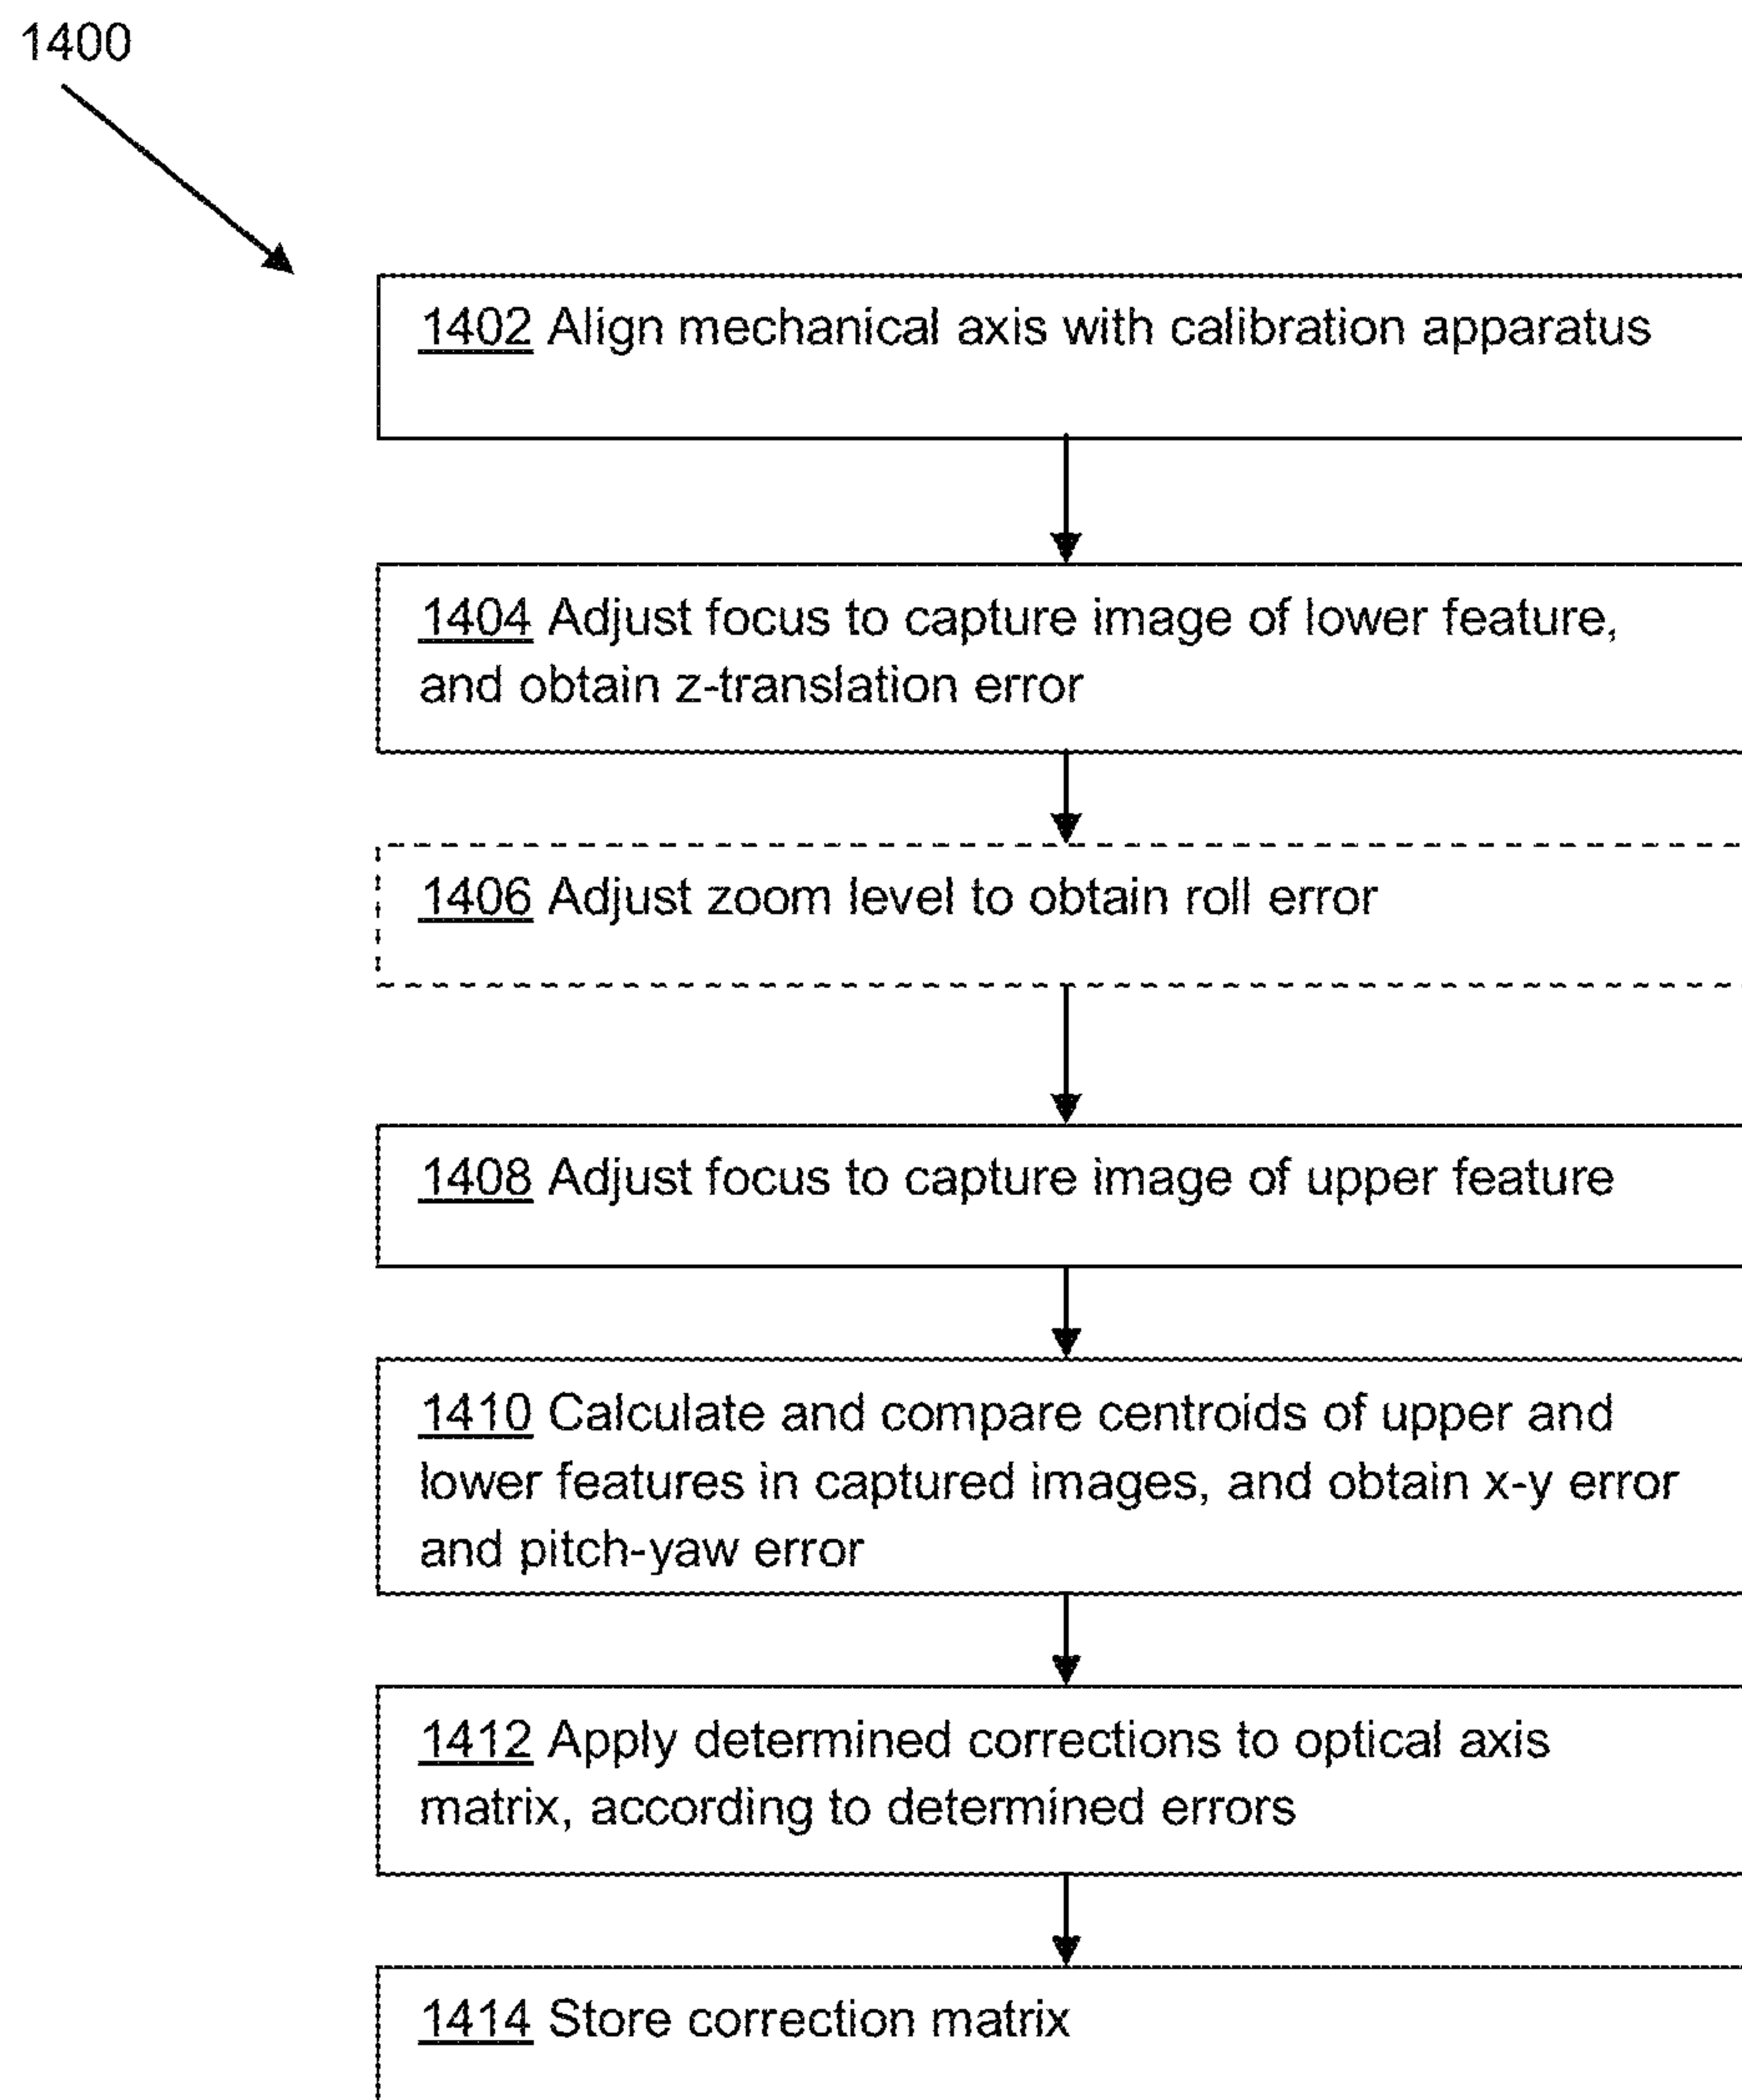 1400
1402 Align mechanical axis with calibration apparatus
1404 Adjust focus to capture image of lower feature,
and obtain z-translation error
1406 Adjust zoom level to obtain roll error
1408 Adjust focus to capture image of upper feature
1410 Calculate and compare centroids of upper and
lower features in captured images, and obtain x-y error
and pitch-yaw error
1412 Apply determined corrections to optical axis
matrix, according to determined errors
1414 Store correction matrix